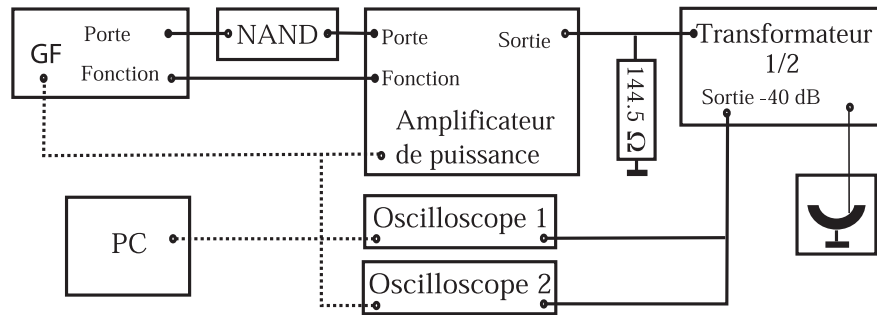 GF
Porte
Fonction
NAND
Porte
Fonction
Sortie
Amplificateur
de puissance
144.5 Ω
Transformateur
1/2
Sortie -40 dB
PC
Oscilloscope 1
Oscilloscope 2